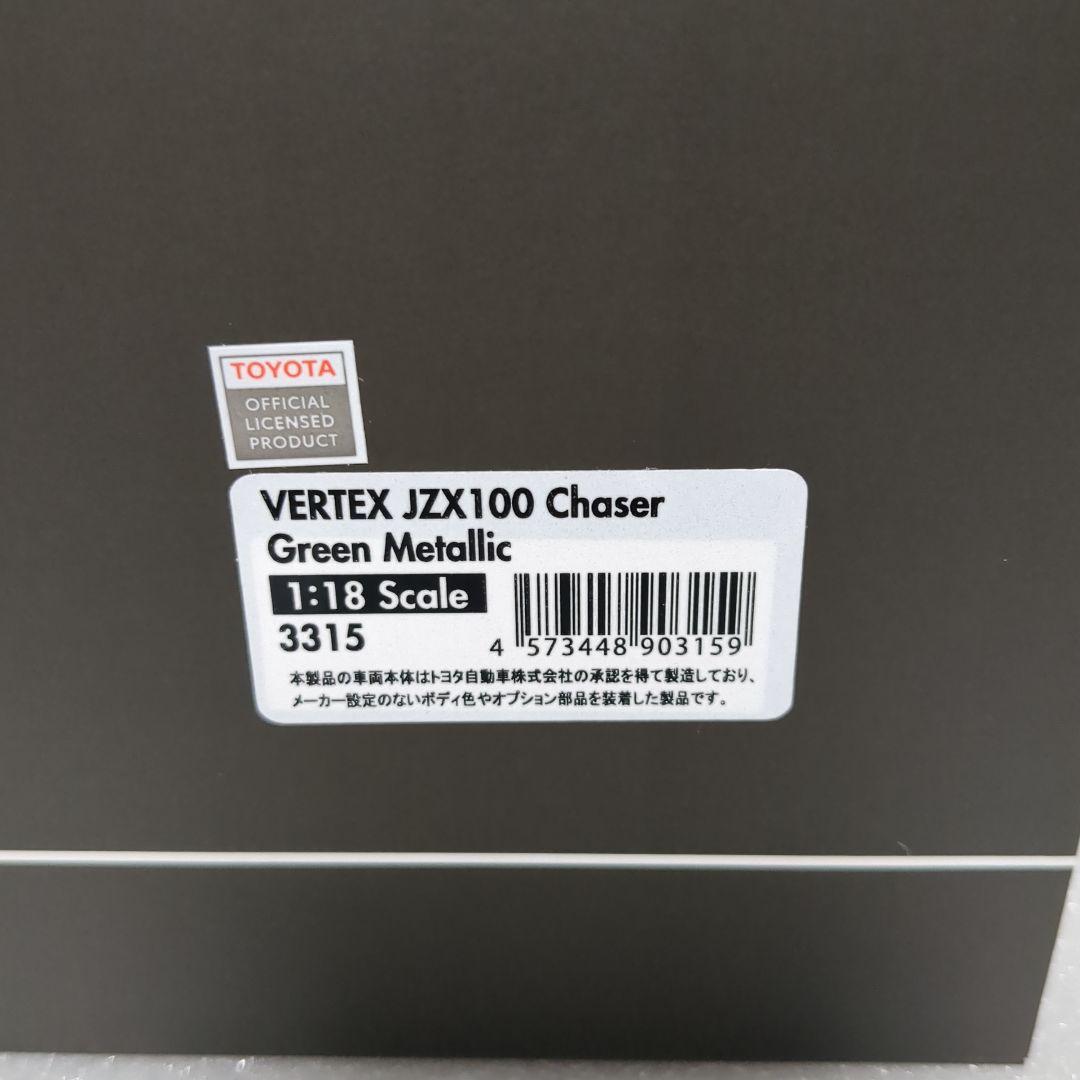 TOYOTA
OFFICIAL
LICENSED
PRODUCT
VERTEX JZX100 Chaser
Green Metallic
1:18 Scale
3315
4 573448 903159
本製品の車両本体はトヨタ自動車株式会社の承認を得て製造しており、
メーカー設定のないボディ色やオプション部品を装着した製品です。